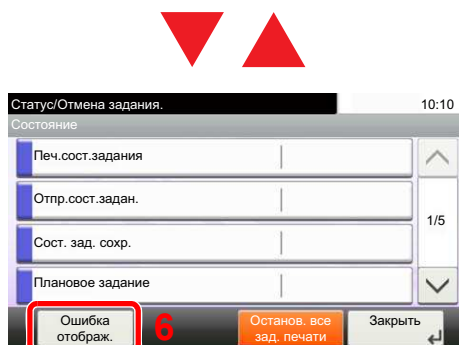 Статус/Отмена задания. 10:10
Состояние
Печ.сост.задания
Отпр.сост.задан.
1/5
Сост. зад. сохр.
Плановое задание
Ошибка
отображ.
6
Останов. все
зад. печати
Закрыть